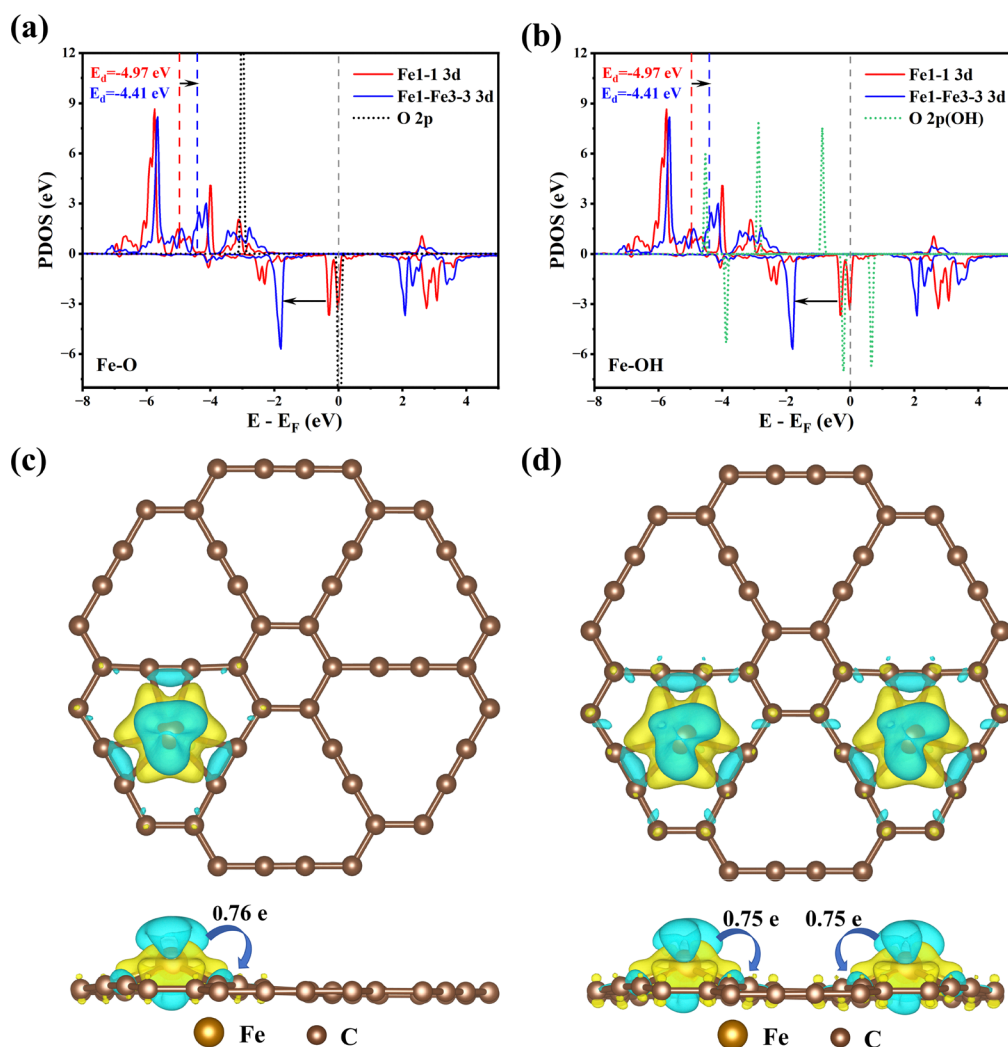 (a)
12
9
6
3
0
−3
−6
PDOS (eV)
E_d=-4.97 eV
E_d=-4.41 eV
Fe1-1 3d
Fe1-Fe3-3 3d
O 2p
Fe-O
−8 −6 −4 −2 0 2 4
E - E_F (eV)
(b)
12
9
6
3
0
−3
−6
PDOS (eV)
E_d=-4.97 eV
E_d=-4.41 eV
Fe1-1 3d
Fe1-Fe3-3 3d
O 2p(OH)
Fe-OH
−8 −6 −4 −2 0 2 4
E - E_F (eV)
(c)
0.76 e
Fe C
(d)
0.75 e 0.75 e
Fe C